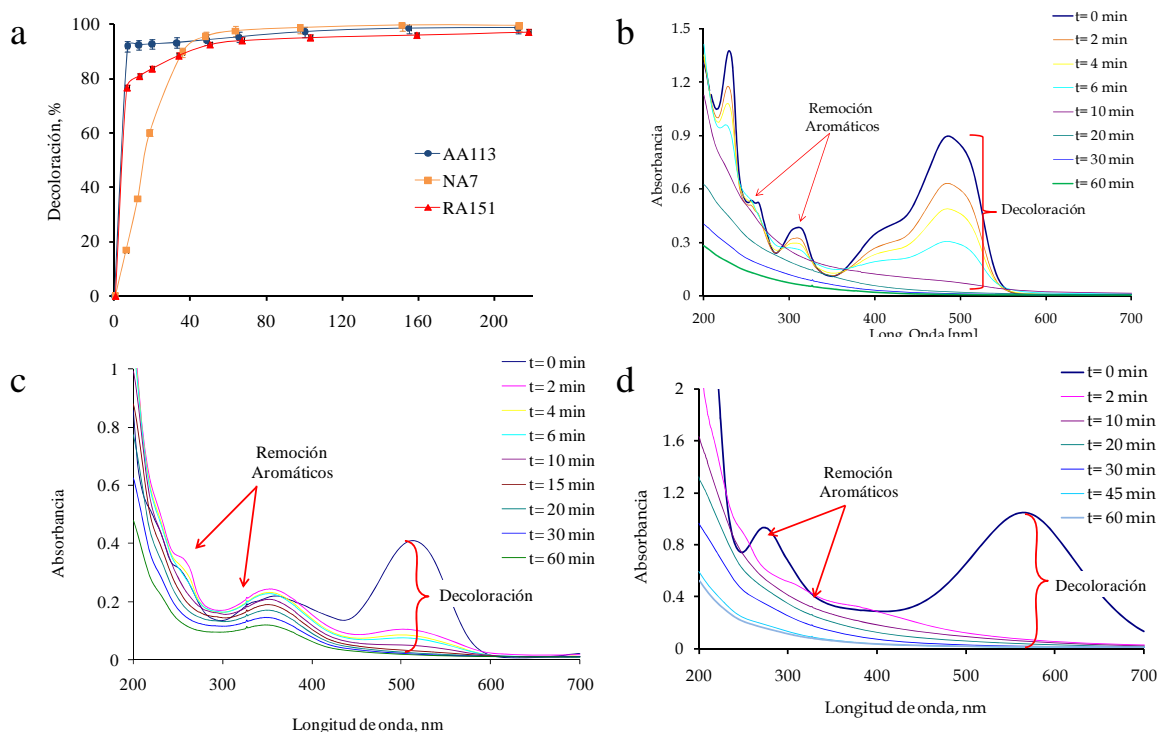 a
Decoloración, %
100
80
60
40
20
0
0
40
80
120
160
200
AA113
NA7
RA151
b
Absorbancia
1.5
1.2
0.9
0.6
0.3
0
200
300
400
500
600
700
Long. Onda [nm]
Remoción
Aromáticos
Decoloración
t= 0 min
t= 2 min
t= 4 min
t= 6 min
t= 10 min
t= 20 min
t= 30 min
t= 60 min
c
Absorbancia
1
0.8
0.6
0.4
0.2
0
200
300
400
500
600
700
Longitud de onda, nm
Remoción
Aromáticos
Decoloración
t= 0 min
t= 2 min
t= 4 min
t= 6 min
t= 10 min
t= 15 min
t= 20 min
t= 30 min
t= 60 min
d
Absorbancia
2
1.6
1.2
0.8
0.4
0
200
300
400
500
600
700
Longitud de onda, nm
Remoción
Aromáticos
Decoloración
t= 0 min
t= 2 min
t= 10 min
t= 20 min
t= 30 min
t= 45 min
t= 60 min